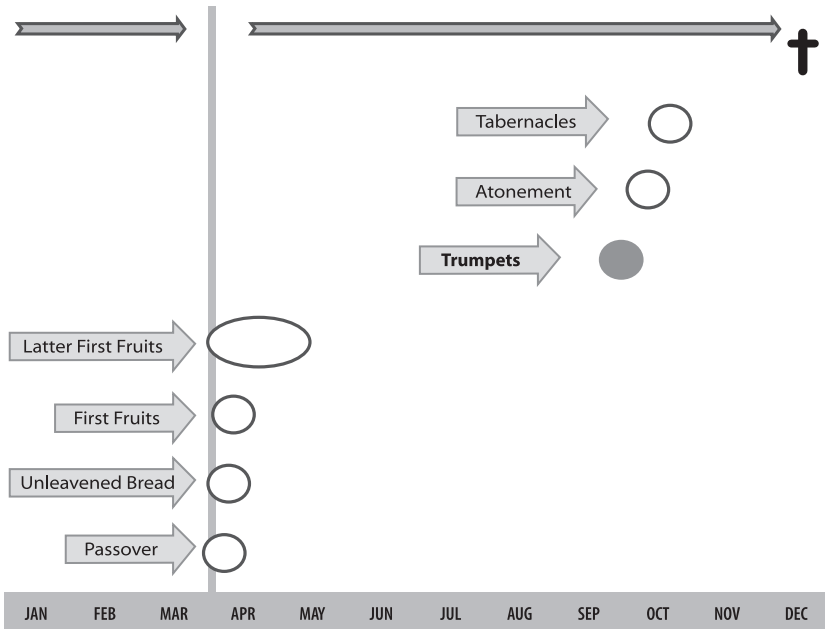 Tabernacles
Atonement
Trumpets
Latter First Fruits
First Fruits
Unleavened Bread
Passover
JAN FEB MAR APR MAY JUN JUL AUG SEP OCT NOV DEC